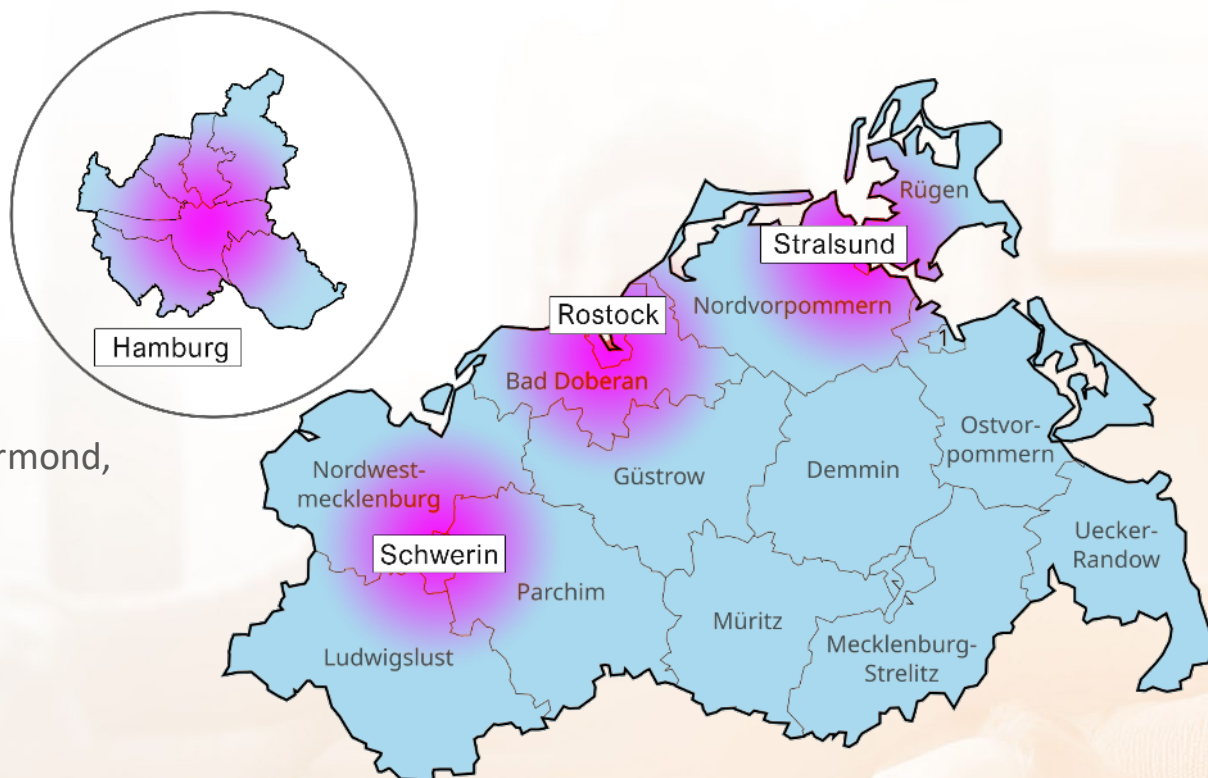 Hamburg
rmond,
Rügen
Stralsund
Nordvorpommern
Rostock
1
Bad Doberan
Ostvor-
pommern
Nordwest-
mecklenburg
Güstrow
Demmin
Uecker-
Randow
Schwerin
Parchim
Müritz
Mecklenburg-
Strelitz
Ludwigslust